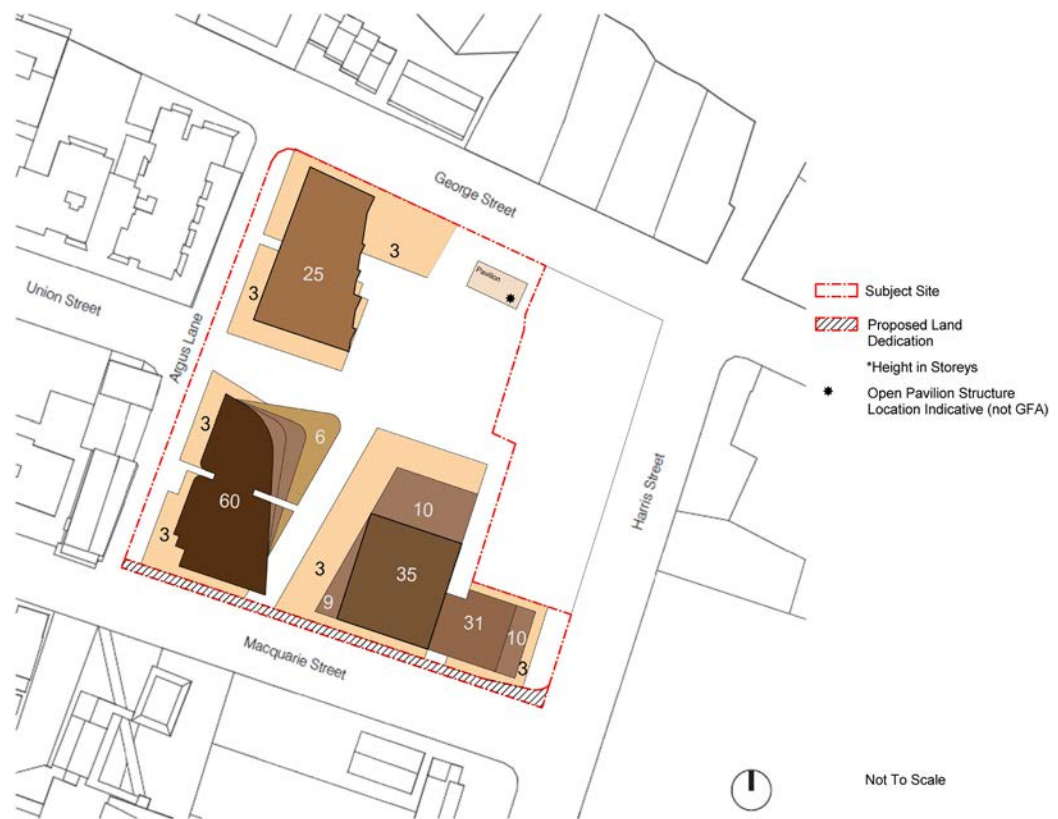 George Street
3
Pavilion
25
Union Street
3
Argus Lane
3
6
60
10
3
3
35
9
31
10
3
Macquarie Street
Harris Street
Subject Site
Proposed Land
Dedication
*Height in Storeys
Open Pavilion Structure
Location Indicative (not GFA)
Not To Scale